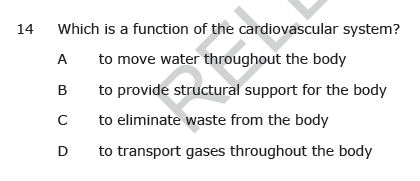 14 Which is a function of the cardiovascular system?
A to move water throughout the body
B to provide structural support for the body
C to eliminate waste from the body
D to transport gases throughout the body